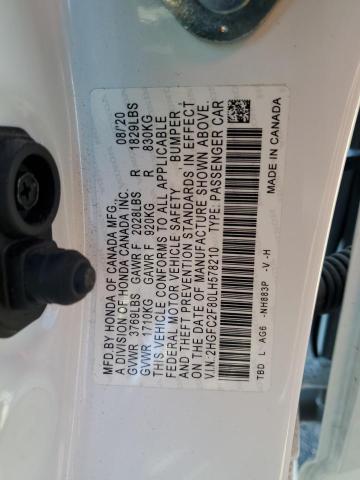 MFD.BY HONDA OF CANADA MFG., 08/20
A DIVISION OF HONDA CANADA INC.
GVWR 3769LBS GAWR F 2028LBS R 1829LBS
GVWR 1710KG GAWR F 920KG R 830KG
THIS VEHICLE CONFORMS TO ALL APPLICABLE
FEDERAL MOTOR VEHICLE SAFETY BUMPER,
AND THEFT PREVENTION STANDARDS IN EFFECT
ON THE DATE OF MANUFACTURE SHOWN ABOVE.
V.I.N. 2HGFC2F80LH578210 TYPE: PASSENGER CAR
TBD L AG6 -NH883P -V -H MADE IN CANADA